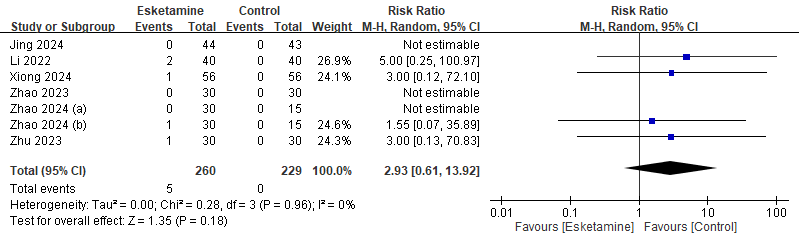 Esketamine Control Risk Ratio Risk Ratio
Study or Subgroup Events Total Events Total Weight M-H, Random, 95% CI M-H, Random, 95% CI
Jing 2024 0 44 0 43 Not estimable
Li 2022 2 40 0 40 26.9% 5.00 [0.25, 100.97]
Xiong 2024 1 56 0 56 24.1% 3.00 [0.12, 72.10]
Zhao 2023 0 30 0 30 Not estimable
Zhao 2024 (a) 0 30 0 15 Not estimable
Zhao 2024 (b) 1 30 0 15 24.6% 1.55 [0.07, 35.89]
Zhu 2023 1 30 0 30 24.3% 3.00 [0.13, 70.83]
Total (95% CI) 260 229 100.0% 2.93 [0.61, 13.92]
Total events 5 0
Heterogeneity: Tau² = 0.00; Chi² = 0.28, df = 3 (P = 0.96); I² = 0%
Test for overall effect: Z = 1.35 (P = 0.18)
0.01 0.1 1 10 100
Favours [Esketamine] Favours [Control]